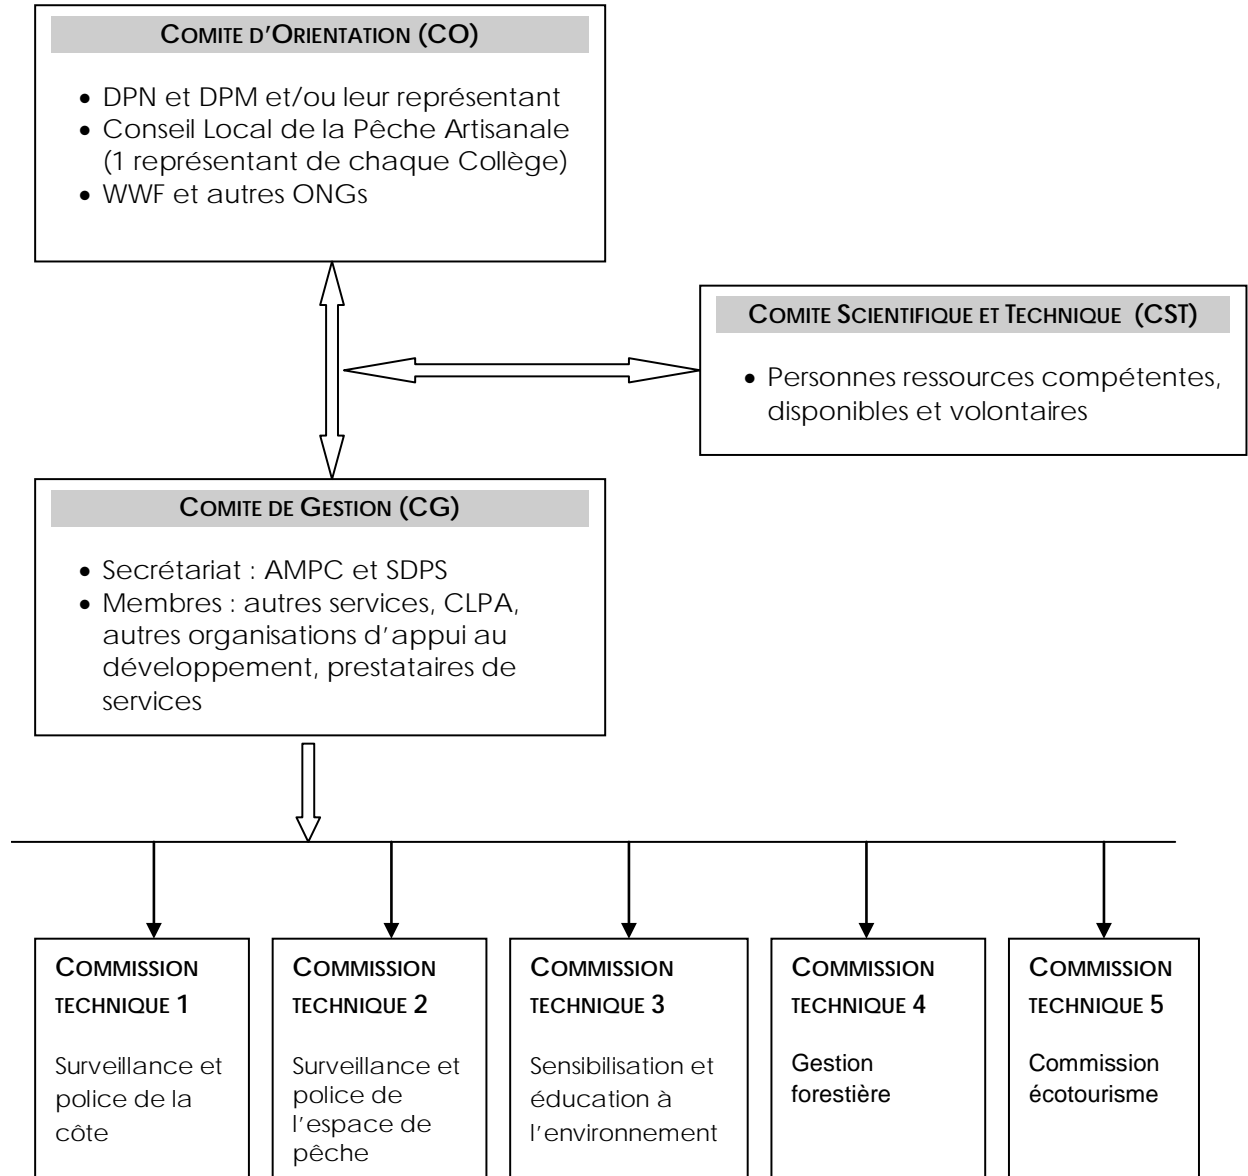 COMITE D'ORIENTATION (CO)
• DPN et DPM et/ou leur représentant
• Conseil Local de la Pêche Artisanale
(1 représentant de chaque Collège)
• WWF et autres ONGs
COMITE SCIENTIFIQUE ET TECHNIQUE (CST)
• Personnes ressources compétentes,
disponibles et volontaires
COMITE DE GESTION (CG)
• Secrétariat : AMPC et SDPS
• Membres : autres services, CLPA,
autres organisations d'appui au
développement, prestataires de
services
COMMISSION
TECHNIQUE 1
Surveillance et
police de la
côte
COMMISSION
TECHNIQUE 2
Surveillance et
police de
l'espace de
pêche
COMMISSION
TECHNIQUE 3
Sensibilisation et
éducation à
l'environnement
COMMISSION
TECHNIQUE 4
Gestion
forestière
COMMISSION
TECHNIQUE 5
Commission
écotourisme